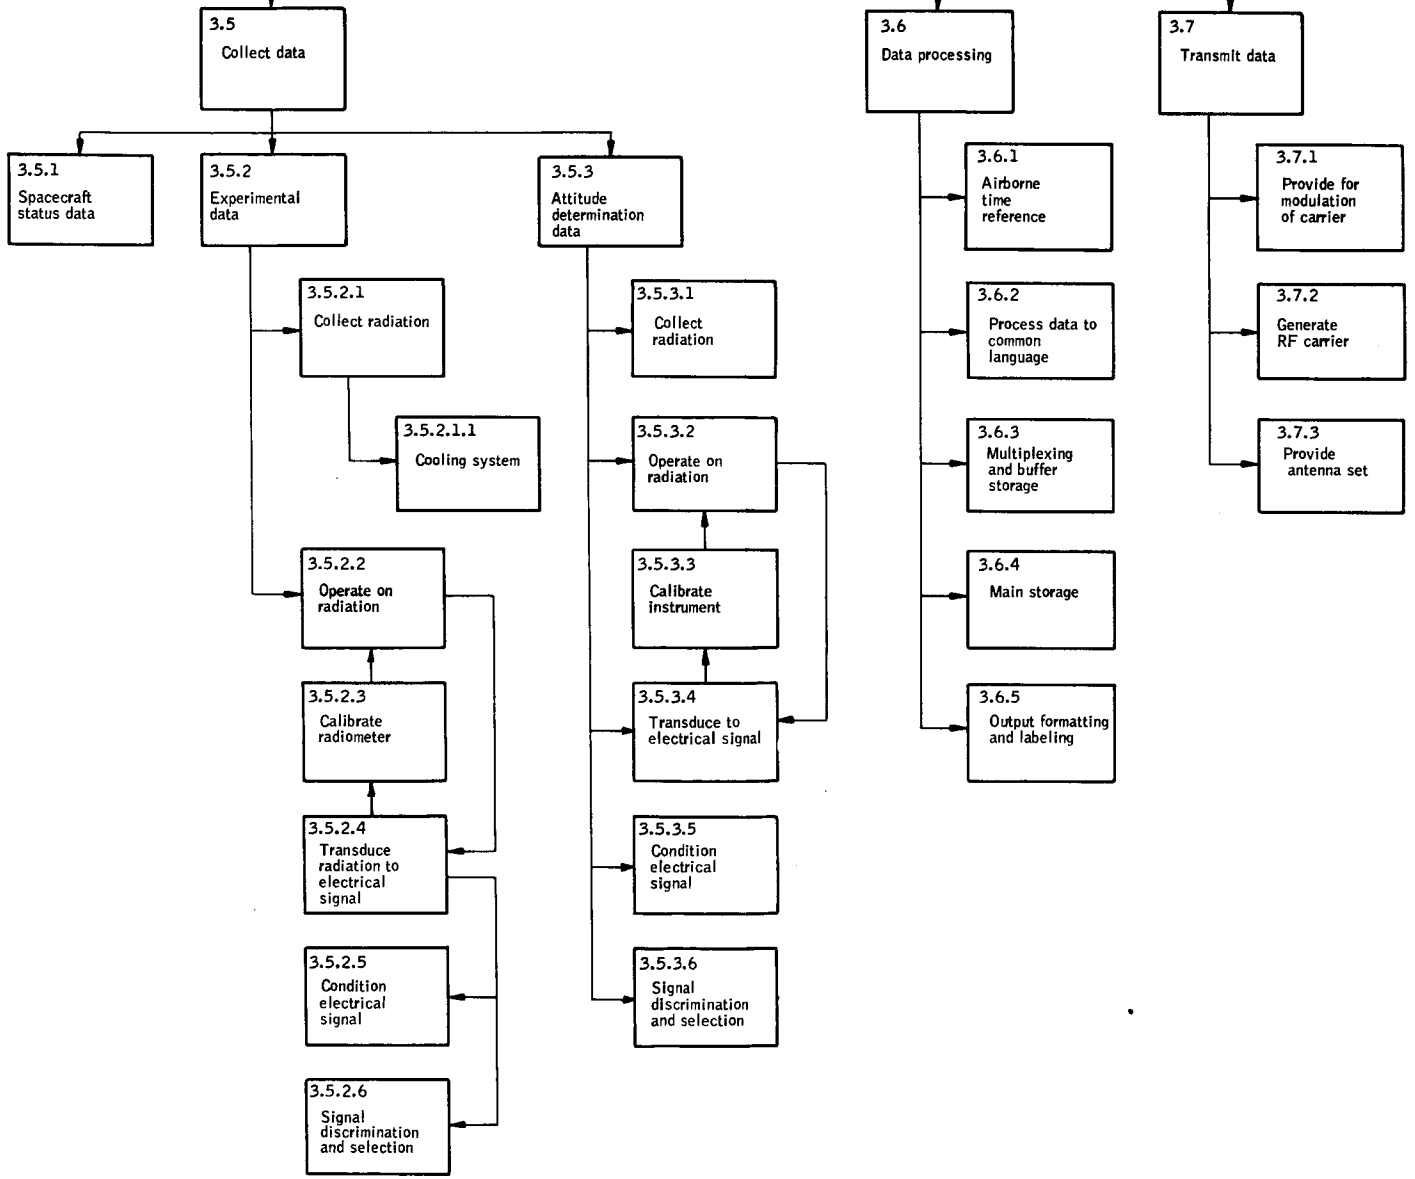 3.5
Collect data
3.6
Data processing
3.7
Transmit data
3.5.1
Spacecraft
status data
3.5.2
Experimental
data
3.5.3
Attitude
determination
data
3.5.2.1
Collect radiation
3.5.2.1.1
Cooling system
3.5.2.2
Operate on
radiation
3.5.2.3
Calibrate
radiometer
3.5.2.4
Transduce
radiation to
electrical
signal
3.5.2.5
Condition
electrical
signal
3.5.2.6
Signal
discrimination
and selection
3.5.3.1
Collect
radiation
3.5.3.2
Operate on
radiation
3.5.3.3
Calibrate
instrument
3.5.3.4
Transduce to
electrical signal
3.5.3.5
Condition
electrical
signal
3.5.3.6
Signal
discrimination
and selection
3.6.1
Airborne
time
reference
3.6.2
Process data to
common
language
3.6.3
Multiplexing
and buffer
storage
3.6.4
Main storage
3.6.5
Output formatting
and labeling
3.7.1
Provide for
modulation
of carrier
3.7.2
Generate
RF carrier
3.7.3
Provide
antenna set